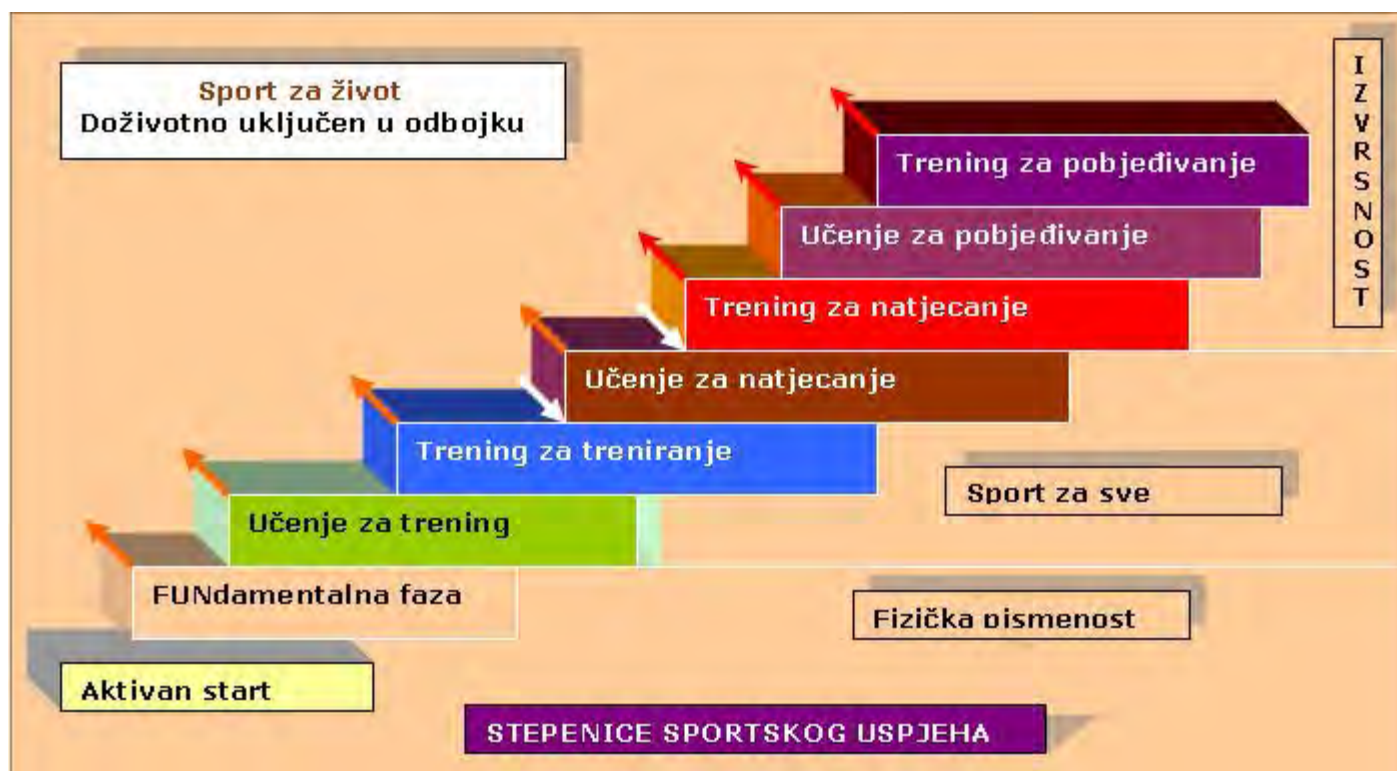 Sport za život
Doživotno uključen u odbojku
IZVRSNOST
Trening za pobjeđivanje
Učenje za pobjeđivanje
Trening za natjecanje
Učenje za natjecanje
Trening za treniranje
Sport za sve
Učenje za trening
FUNdamentalna faza
Fizička pismenost
Aktivan start
STEPENICE SPORTSKOG USPJEHA